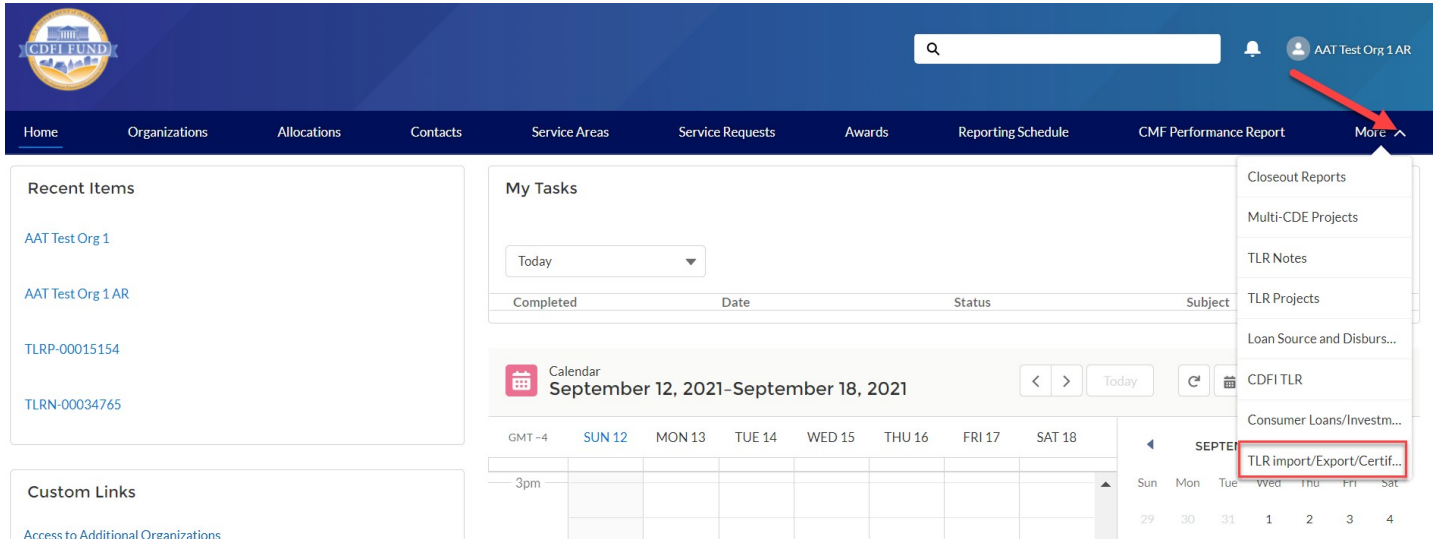 CDFI FUND
AAT Test Org 1 AR
Home Organizations Allocations Contacts Service Areas Service Requests Awards Reporting Schedule CMF Performance Report More
Recent Items
AAT Test Org 1
AAT Test Org 1 AR
TLRP-00015154
TLRN-00034765
Custom Links
Access to Additional Organizations
My Tasks
Today
Completed Date Status Subject
Calendar
September 12, 2021–September 18, 2021
Today
GMT -4 SUN 12 MON 13 TUE 14 WED 15 THU 16 FRI 17 SAT 18
3pm
Closeout Reports
Multi-CDE Projects
TLR Notes
TLR Projects
Loan Source and Disburs...
CDFI TLR
Consumer Loans/Investm...
TLR import/Export/Certif...
Sun Mon Tue Wed Thu Fri Sat
29 30 31 1 2 3 4